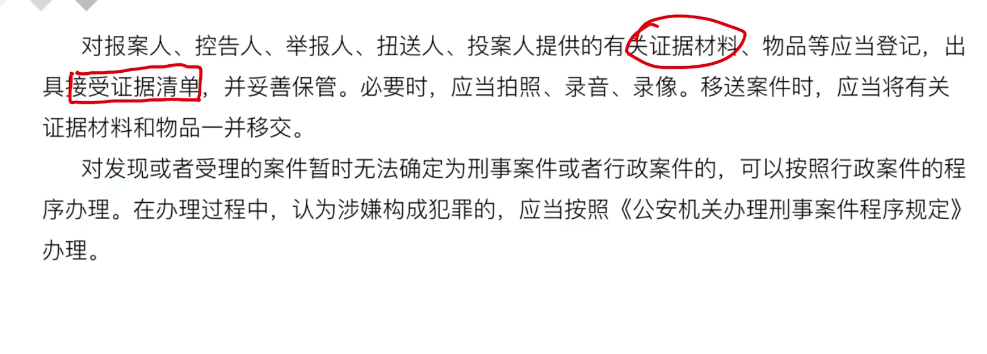 对报案人、控告人、举报人、扭送人、投案人提供的有关证据材料、物品等应当登记，出
具接受证据清单，并妥善保管。必要时，应当拍照、录音、录像。移送案件时，应当将有关
证据材料和物品一并移交。
对发现或者受理的案件暂时无法确定为刑事案件或者行政案件的，可以按照行政案件的程
序办理。在办理过程中，认为涉嫌构成犯罪的，应当按照《公安机关办理刑事案件程序规定》
办理。